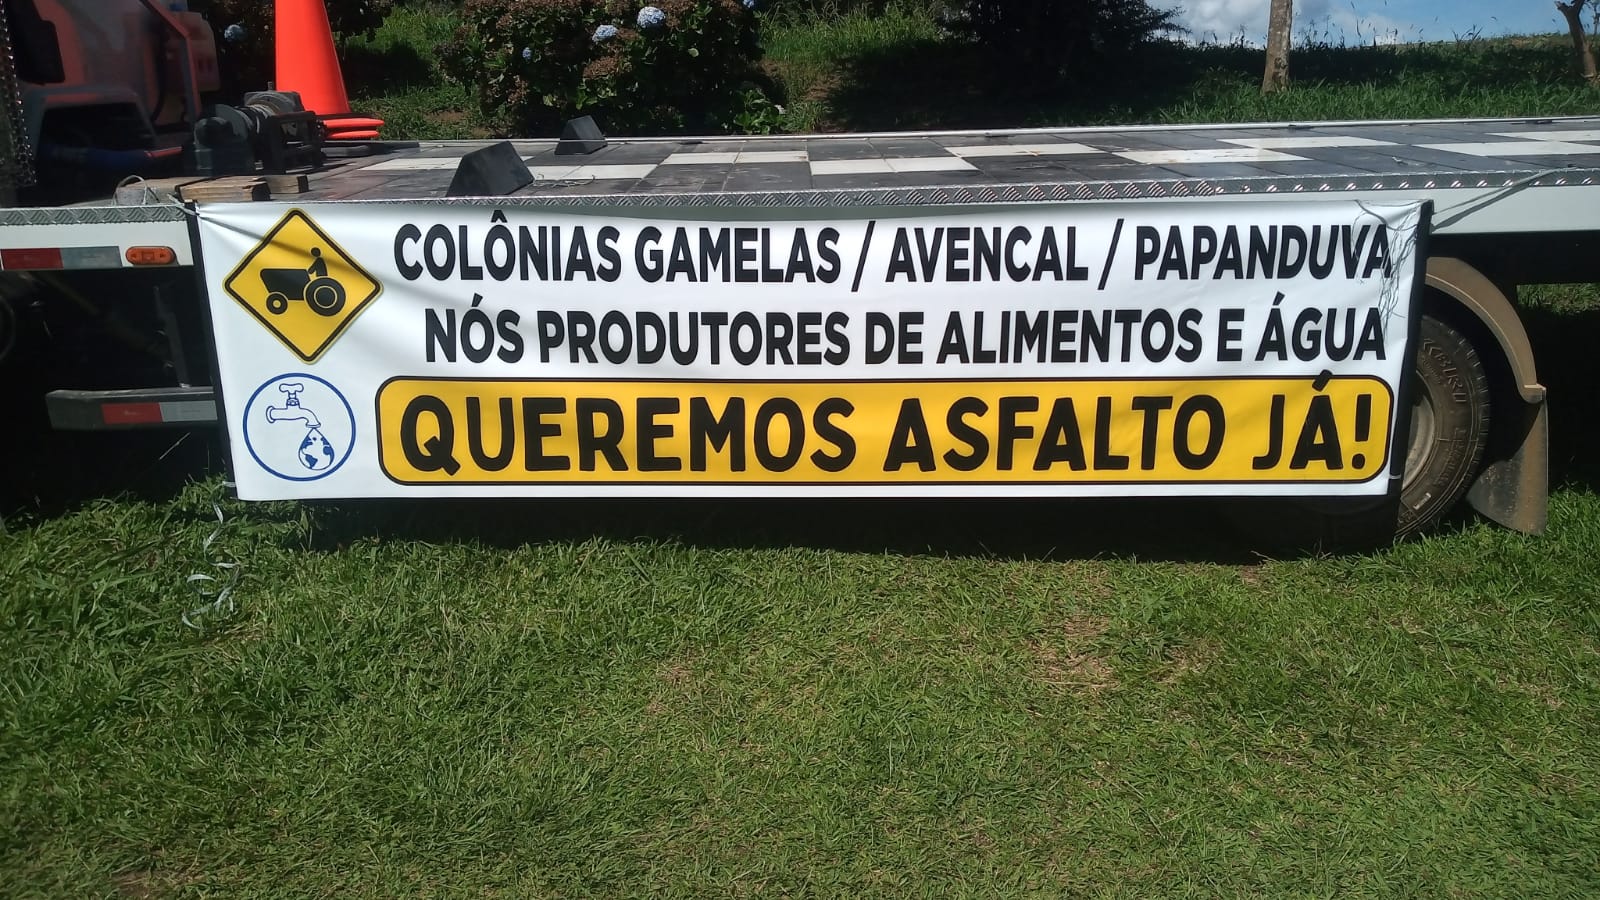 COLÔNIAS GAMELAS / AVENCAL / PAPANDUVA
NÓS PRODUTORES DE ALIMENTOS E ÁGUA
QUEREMOS ASFALTO JÁ!